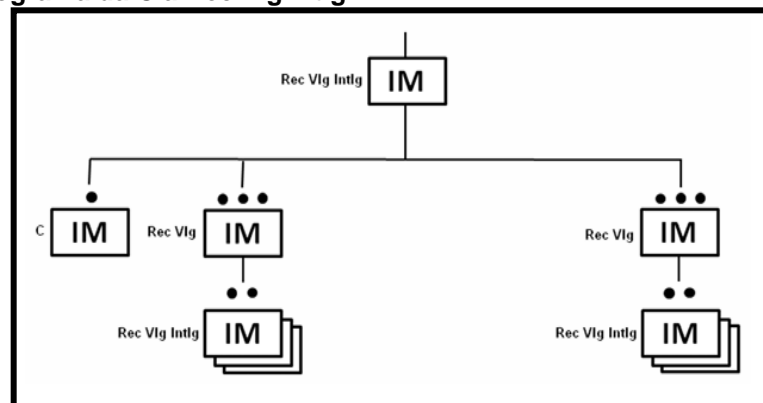 Rec Vlg Intlg IM
C IM Rec Vlg IM Rec Vlg IM
Rec Vlg Intlg IM Rec Vlg Intlg IM